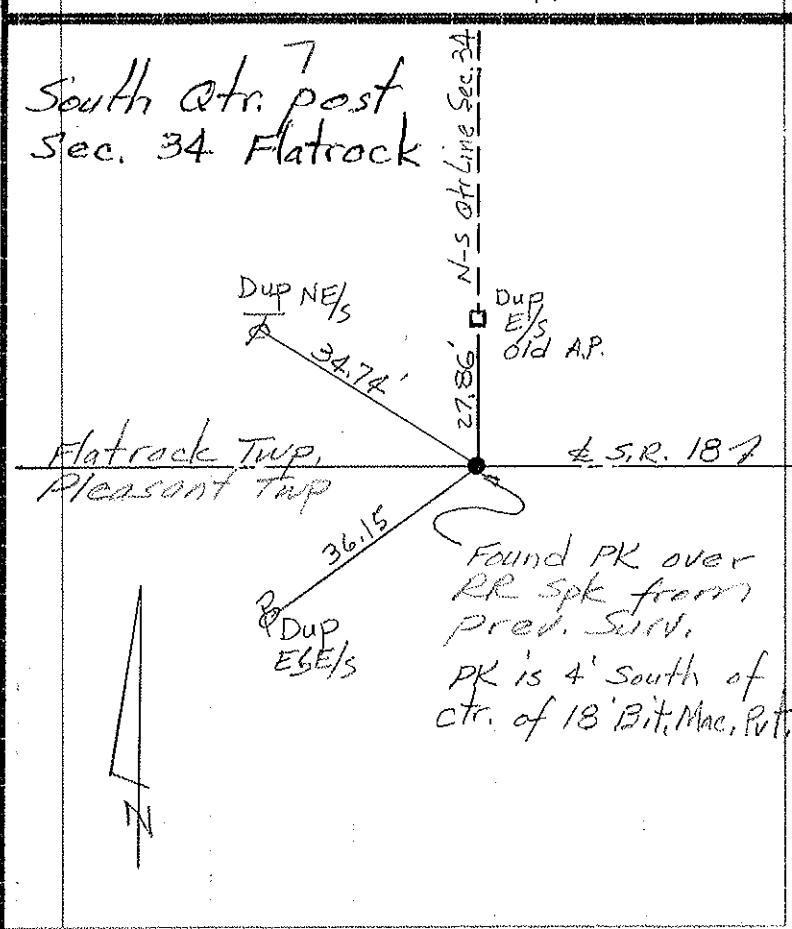 7
South Qtr. post
Sec. 34 Flatrock
N-S Qtr Line Sec. 34
Dup NE/S
Dup
E/S
old A.P.
34.74'
27.86'
Flatrock Twp.
Pleasant Twp
℄ S.R. 18
36.15
Found PK over
RR Spk from
Prev. Surv.
Dup
E/S
PK is 4' South of
ctr. of 18' Bit. Mac. Pvt.
N